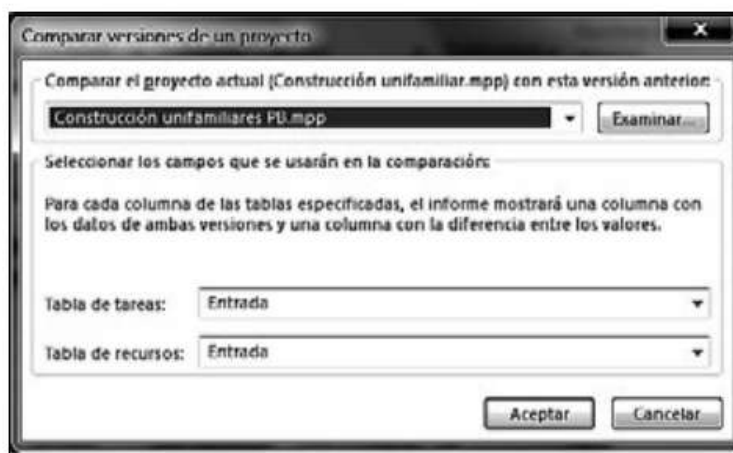 Comparar versiones de un proyecto
Comparar el proyecto actual (Construcción unifamiliar.mpp) con esta versión anterior:
Construcción unifamiliares PB.mpp
Examinar...
Seleccionar los campos que se usarán en la comparación:
Para cada columna de las tablas especificadas, el informe mostrará una columna con
los datos de ambas versiones y una columna con la diferencia entre los valores.
Tabla de tareas: Entrada
Tabla de recursos: Entrada
Aceptar Cancelar